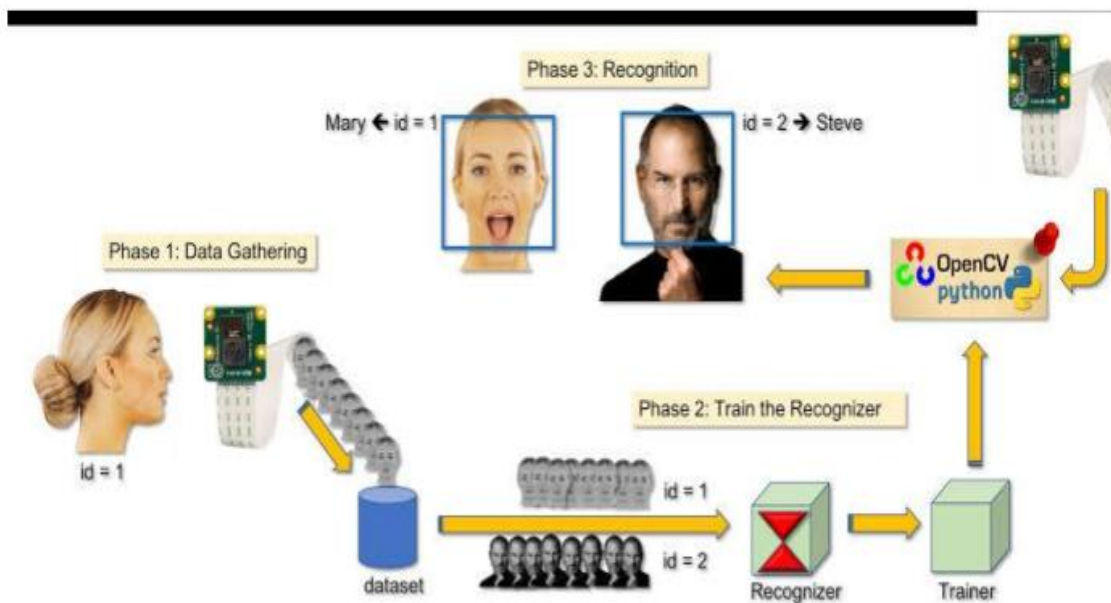 Phase 3: Recognition
Mary ← id = 1
id = 2 → Steve
Phase 1: Data Gathering
OpenCV
python
Phase 2: Train the Recognizer
id = 1
id = 1
id = 2
dataset
Recognizer
Trainer